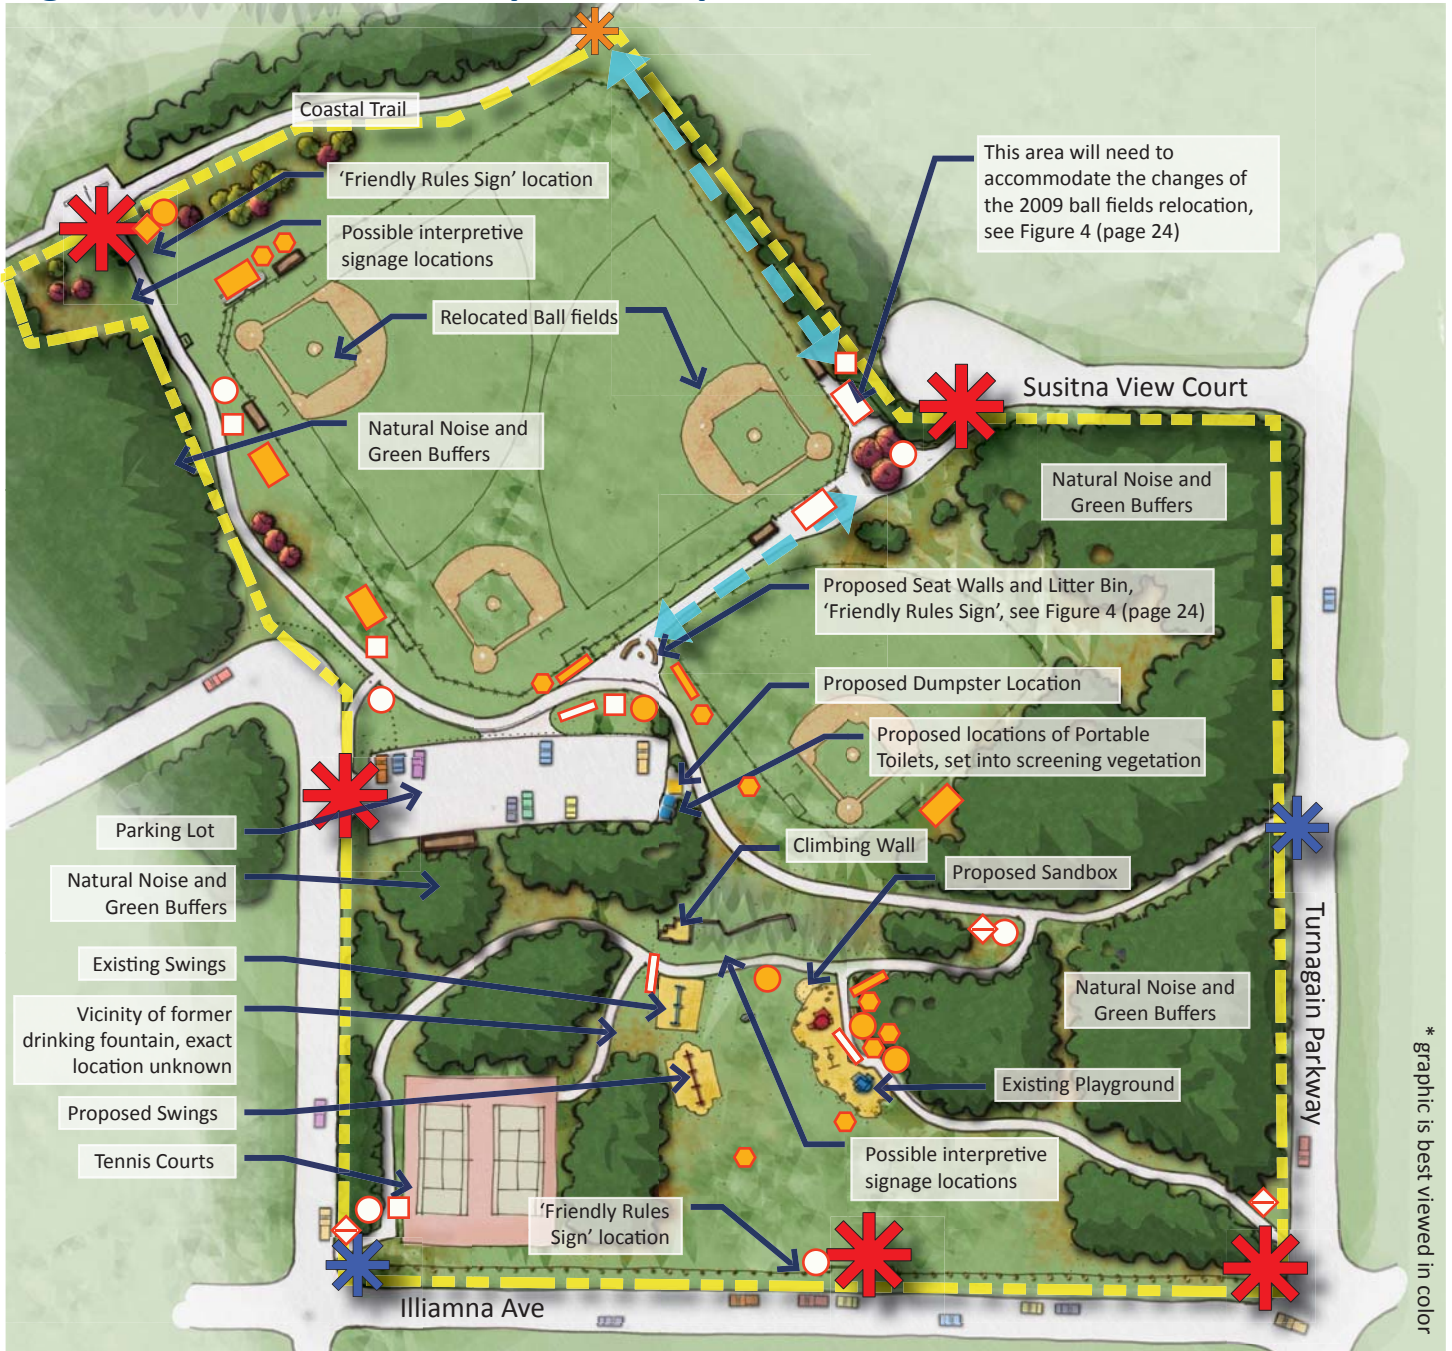 Coastal Trail
'Friendly Rules Sign' location
Possible interpretive
signage locations
This area will need to
accommodate the changes of
the 2009 ball fields relocation,
see Figure 4 (page 24)
Relocated Ball fields
Susitna View Court
Natural Noise and
Green Buffers
Natural Noise and
Green Buffers
Proposed Seat Walls and Litter Bin,
'Friendly Rules Sign', see Figure 4 (page 24)
Proposed Dumpster Location
Proposed locations of Portable
Toilets, set into screening vegetation
Parking Lot
Climbing Wall
Proposed Sandbox
Natural Noise and
Green Buffers
Existing Swings
Vicinity of former
drinking fountain, exact
location unknown
Natural Noise and
Green Buffers
Turnagain Parkway
Existing Playground
Proposed Swings
Tennis Courts
Possible interpretive
signage locations
'Friendly Rules
Sign' location
Illiamna Ave
* graphic is best viewed in color